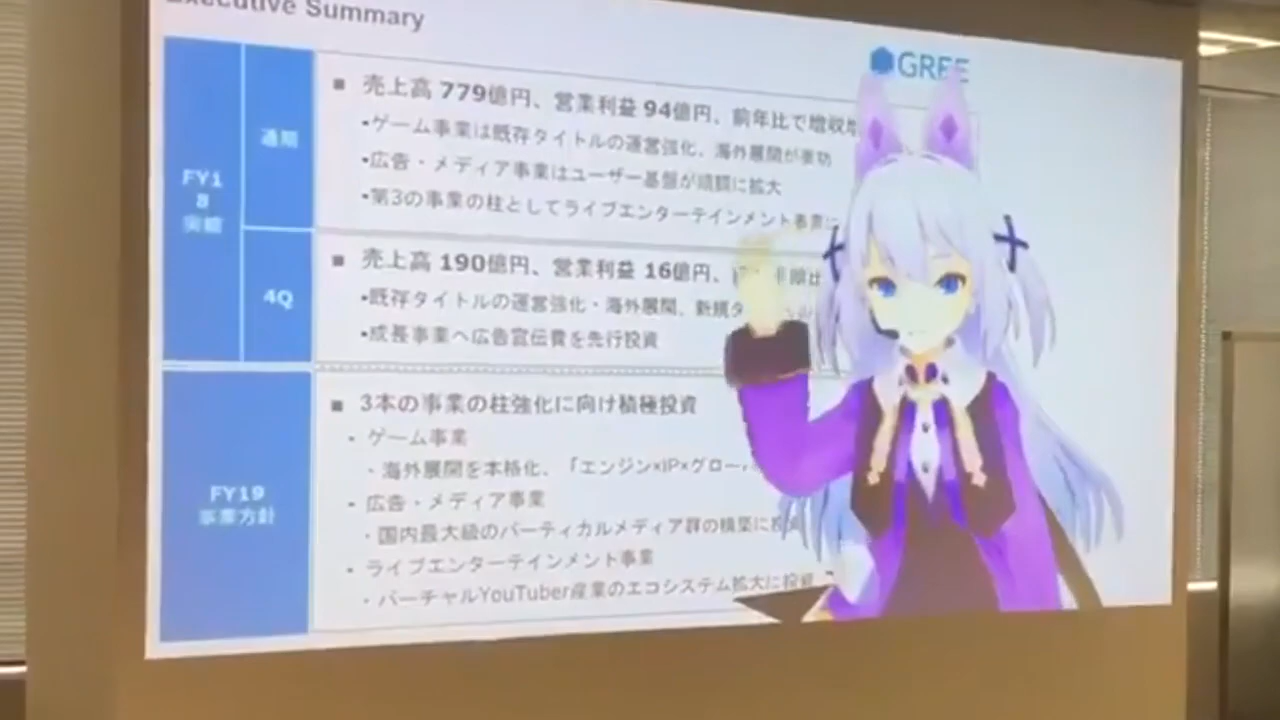 Executive Summary
GREE
FY18
実績
通期
■ 売上高 779億円、営業利益 94億円、前年比で増収増
▪ゲーム事業は既存タイトルの運営強化、海外展開が奏功
▪広告・メディア事業はユーザー基盤が順調に拡大
▪第3の事業の柱としてライブエンターテインメント事業に
4Q
■ 売上高 190億円、営業利益 16億円、
▪既存タイトルの運営強化・海外展開、新規タ
▪成長事業へ広告宣伝費を先行投資
FY19
事業方針
■ 3本の事業の柱強化に向け積極投資
・ゲーム事業
・海外展開を本格化、「エンジン×IP×グローバ
・広告・メディア事業
・国内最大級のバーティカルメディア群の構築に投資
・ライブエンターテインメント事業
・バーチャルYouTuber産業のエコシステム拡大に投資